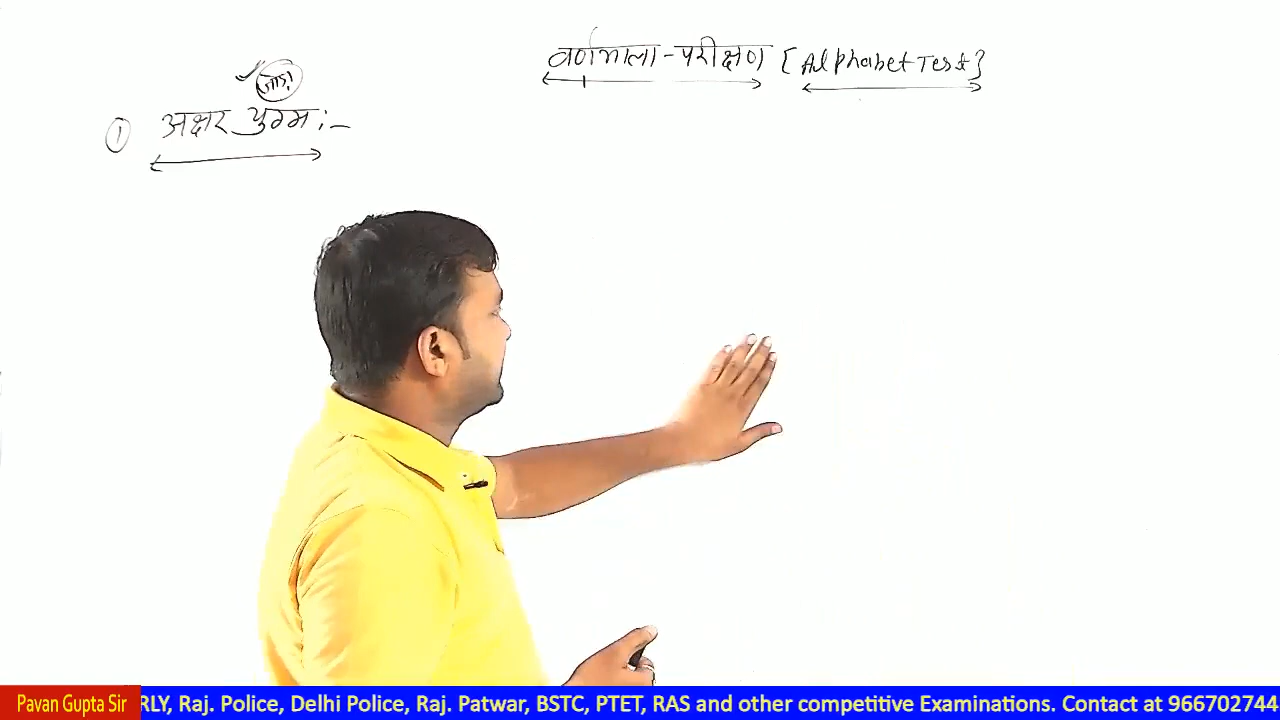 वर्णमाला-परीक्षण {Alphabet Test}
जोड़ा
① अक्षर युग्म :-
Pavan Gupta Sir
RLY, Raj. Police, Delhi Police, Raj. Patwar, BSTC, PTET, RAS and other competitive Examinations. Contact at 966702744